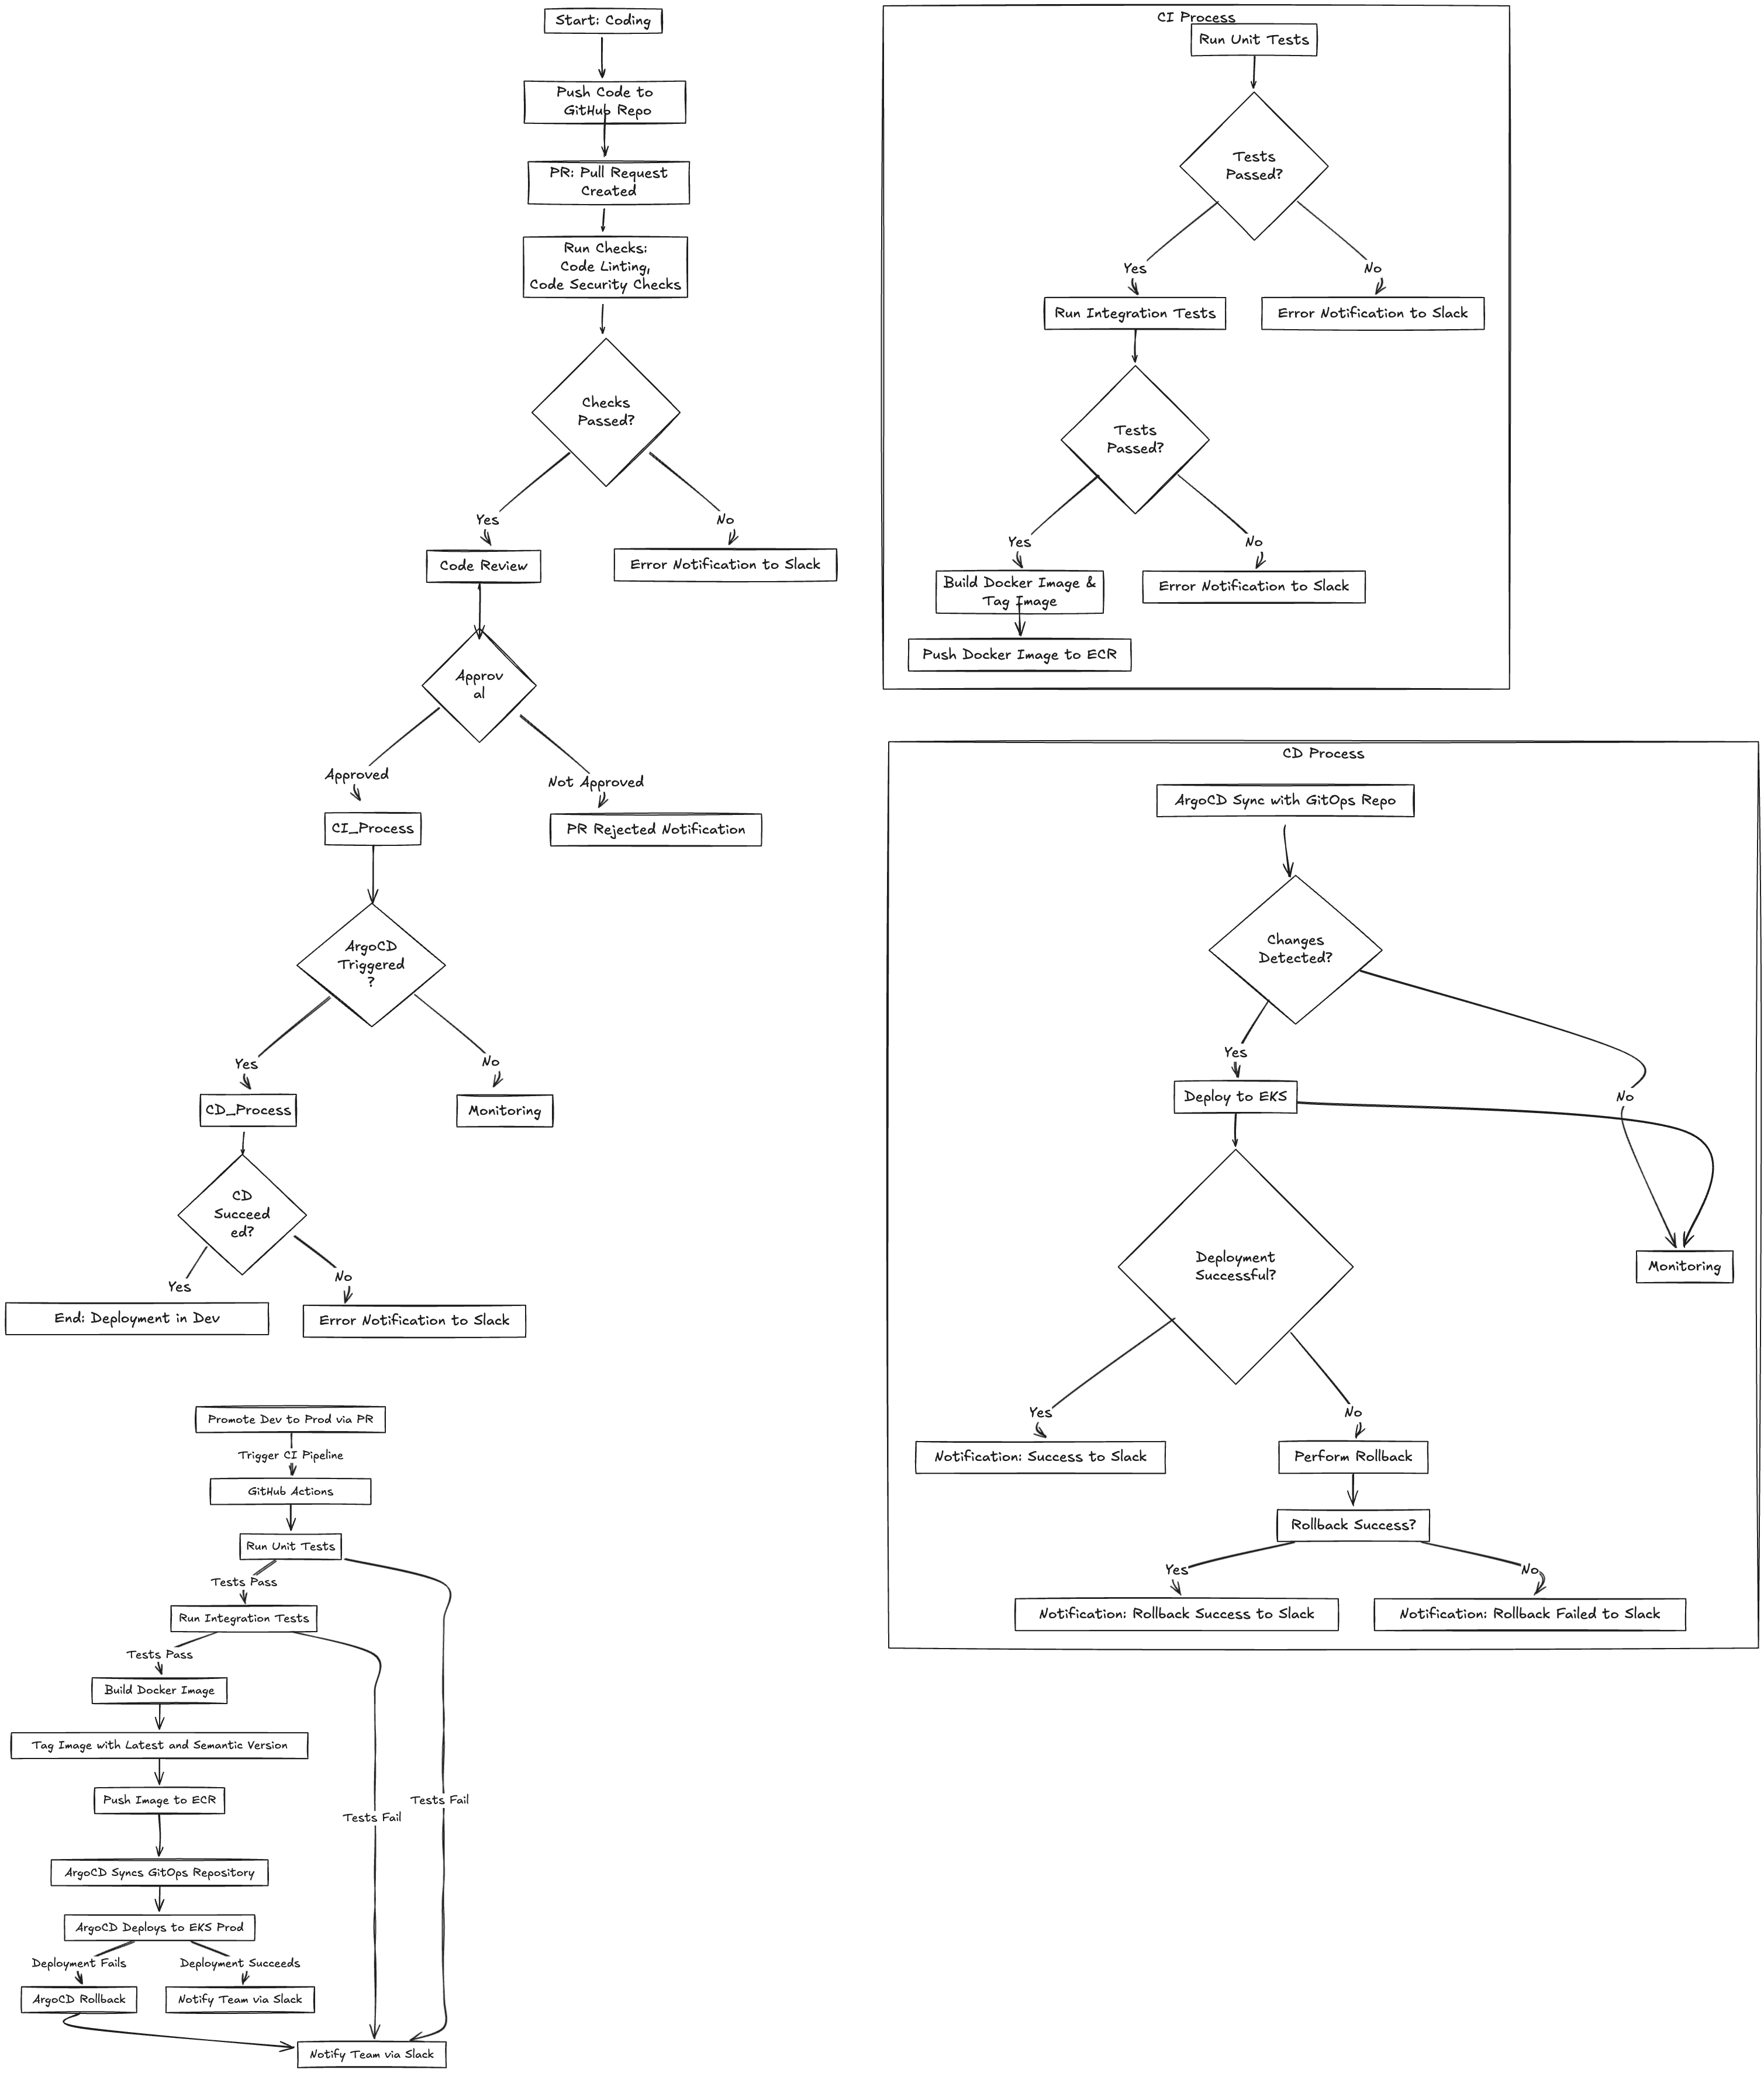 Start: Coding
Push Code to
GitHub Repo
PR: Pull Request
Created
Run Checks:
Code Linting,
Code Security Checks
Checks
Passed?
Yes
No
Code Review
Error Notification to Slack
Approv
al
Approved
Not Approved
CI_Process
PR Rejected Notification
ArgoCD
Triggered
?
Yes
No
CD_Process
Monitoring
CD
Succeed
ed?
Yes
No
End: Deployment in Dev
Error Notification to Slack
CI Process
Run Unit Tests
Tests
Passed?
Yes
No
Run Integration Tests
Error Notification to Slack
Tests
Passed?
Yes
No
Build Docker Image &
Tag Image
Error Notification to Slack
Push Docker Image to ECR
CD Process
ArgoCD Sync with GitOps Repo
Changes
Detected?
Yes
No
Deploy to EKS
Deployment
Successful?
Monitoring
Yes
No
Notification: Success to Slack
Perform Rollback
Rollback Success?
Yes
No
Notification: Rollback Success to Slack
Notification: Rollback Failed to Slack
Promote Dev to Prod via PR
Trigger CI Pipeline
GitHub Actions
Run Unit Tests
Tests Pass
Run Integration Tests
Tests Pass
Build Docker Image
Tag Image with Latest and Semantic Version
Push Image to ECR
Tests Fail
Tests Fail
ArgoCD Syncs GitOps Repository
ArgoCD Deploys to EKS Prod
Deployment Fails
Deployment Succeeds
ArgoCD Rollback
Notify Team via Slack
Notify Team via Slack